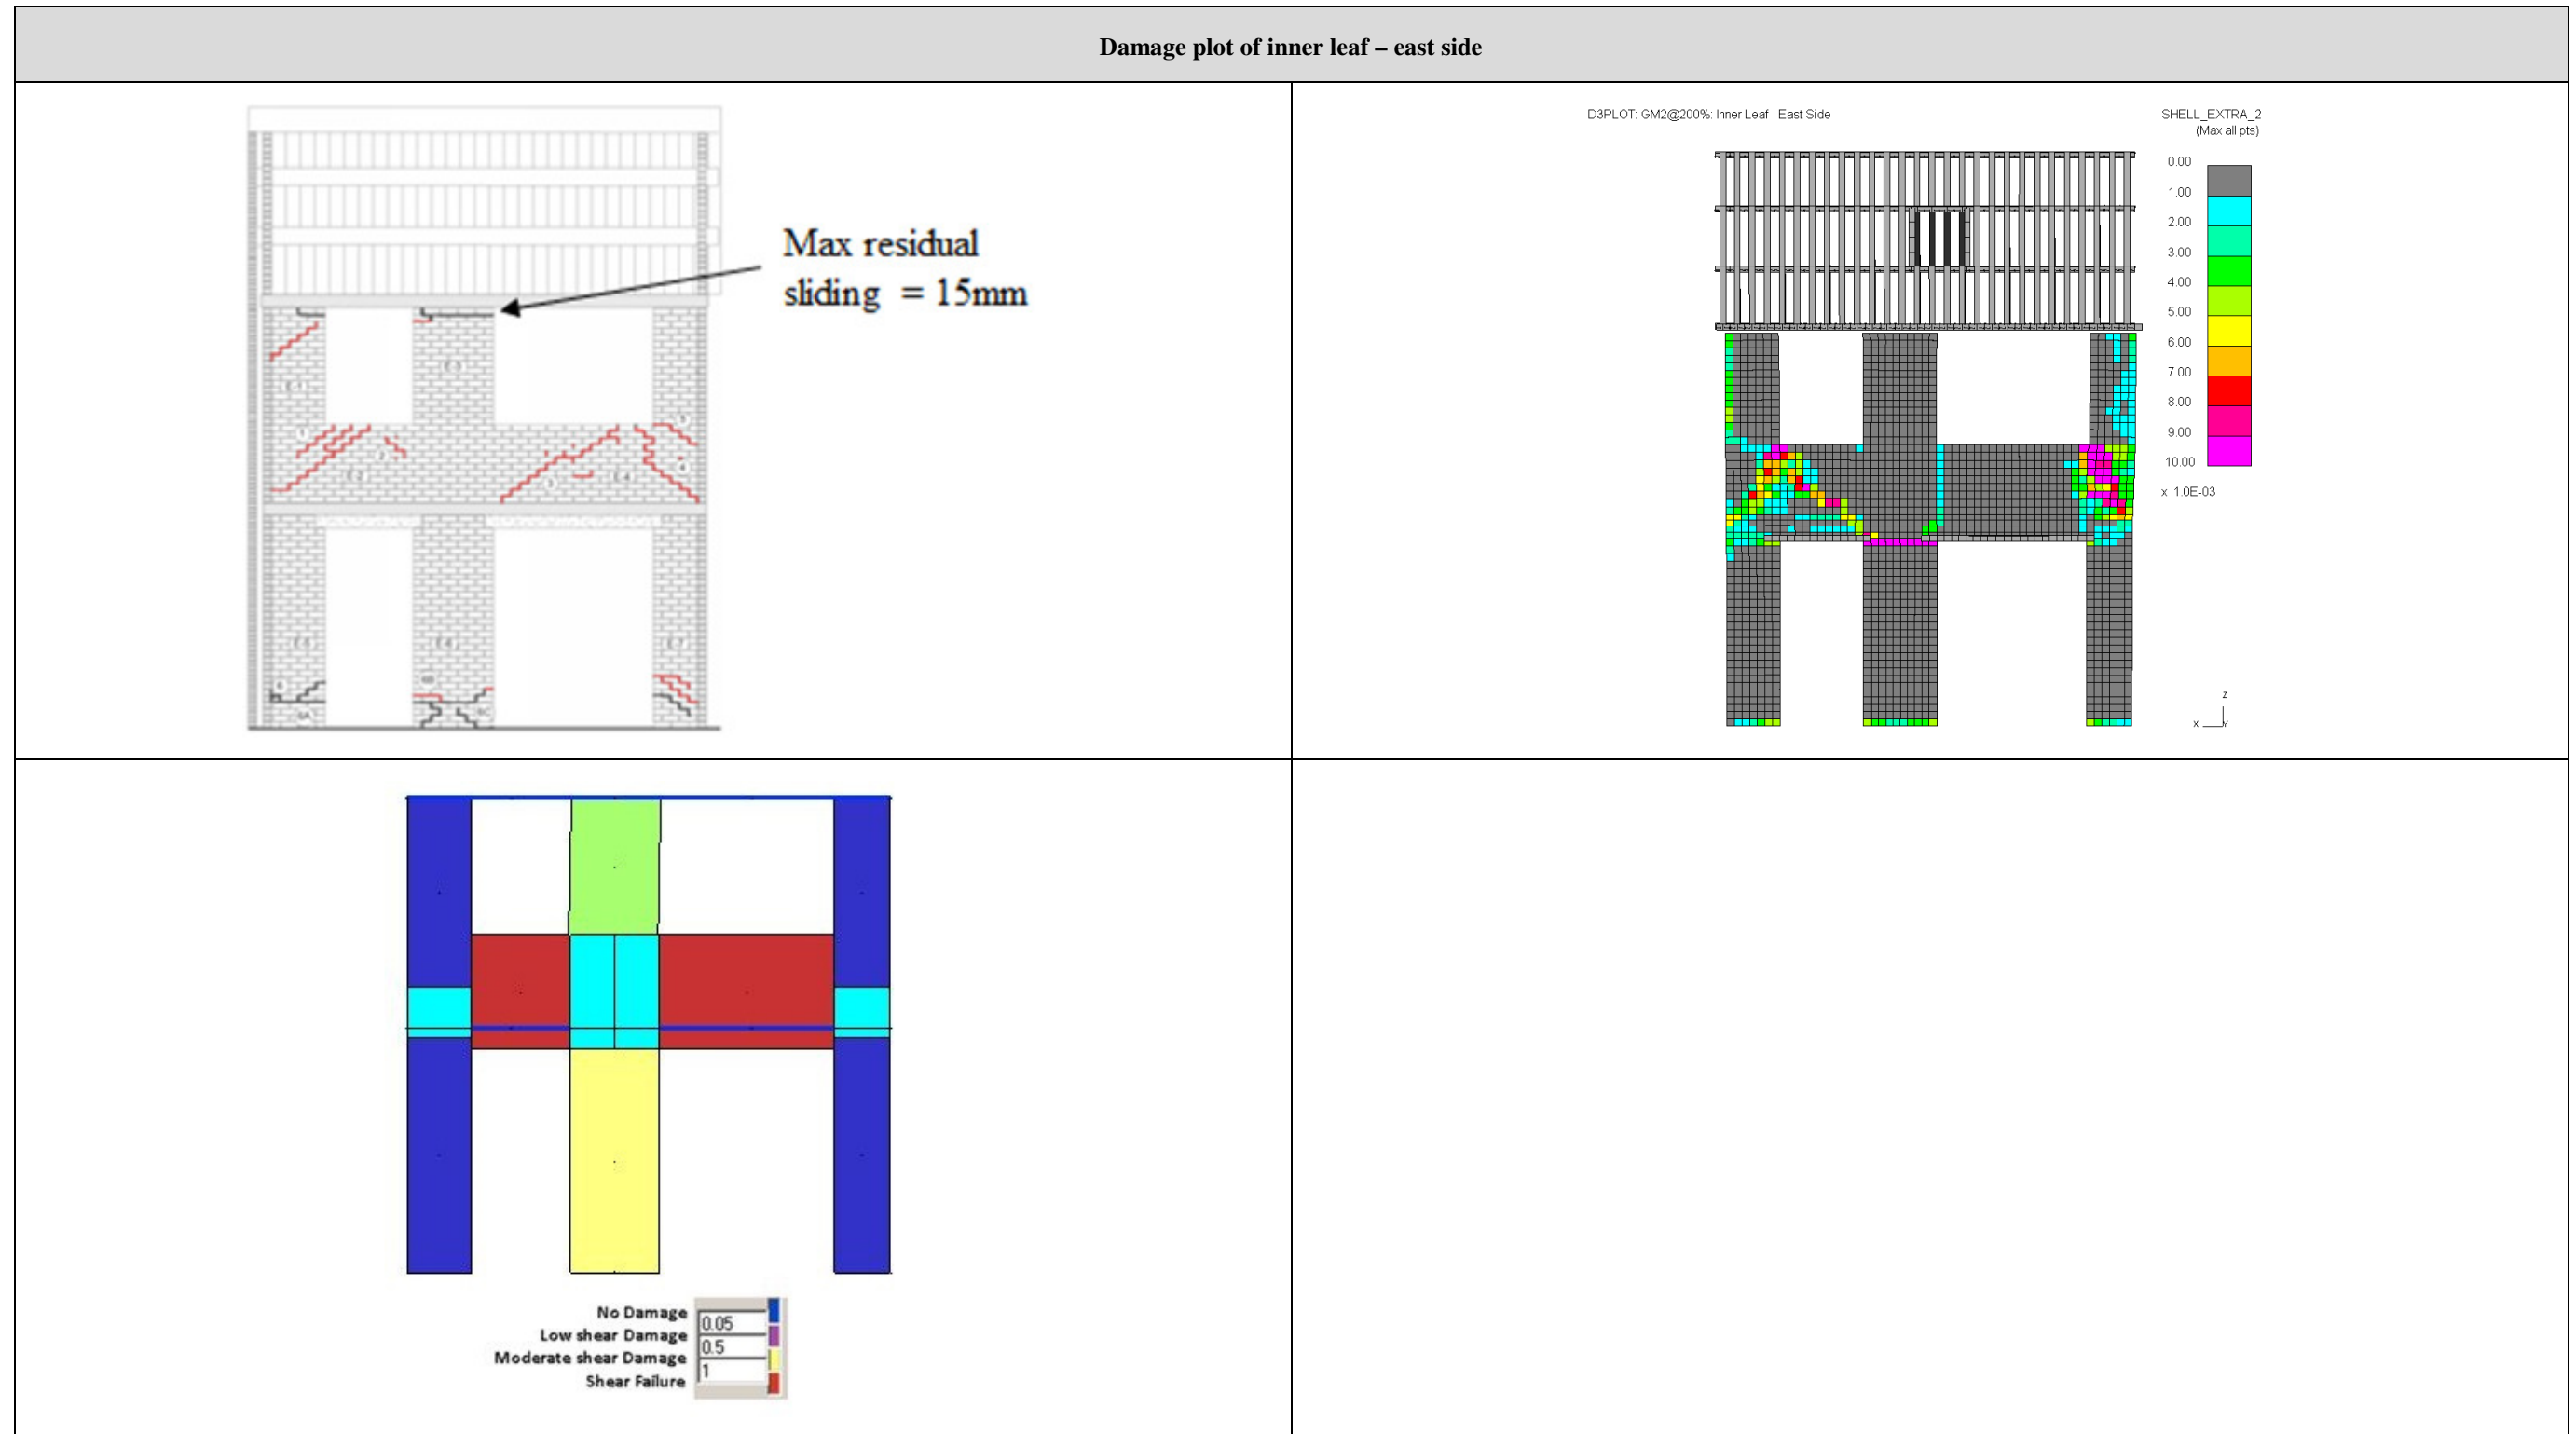 Damage plot of inner leaf – east side
Max residual
sliding = 15mm
D3PLOT: GM2@200%: Inner Leaf - East Side
SHELL_EXTRA_2
(Max all pts)
0.00
1.00
2.00
3.00
4.00
5.00
6.00
7.00
8.00
9.00
10.00
x 1.0E-03
Z
X
No Damage
0.05
Low shear Damage
0.5
Moderate shear Damage
1
Shear Failure